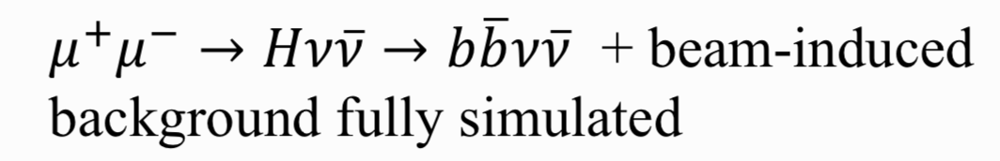 μ⁺μ⁻ → Hνν̄ → bb̄νν̄ + beam-induced
background fully simulated